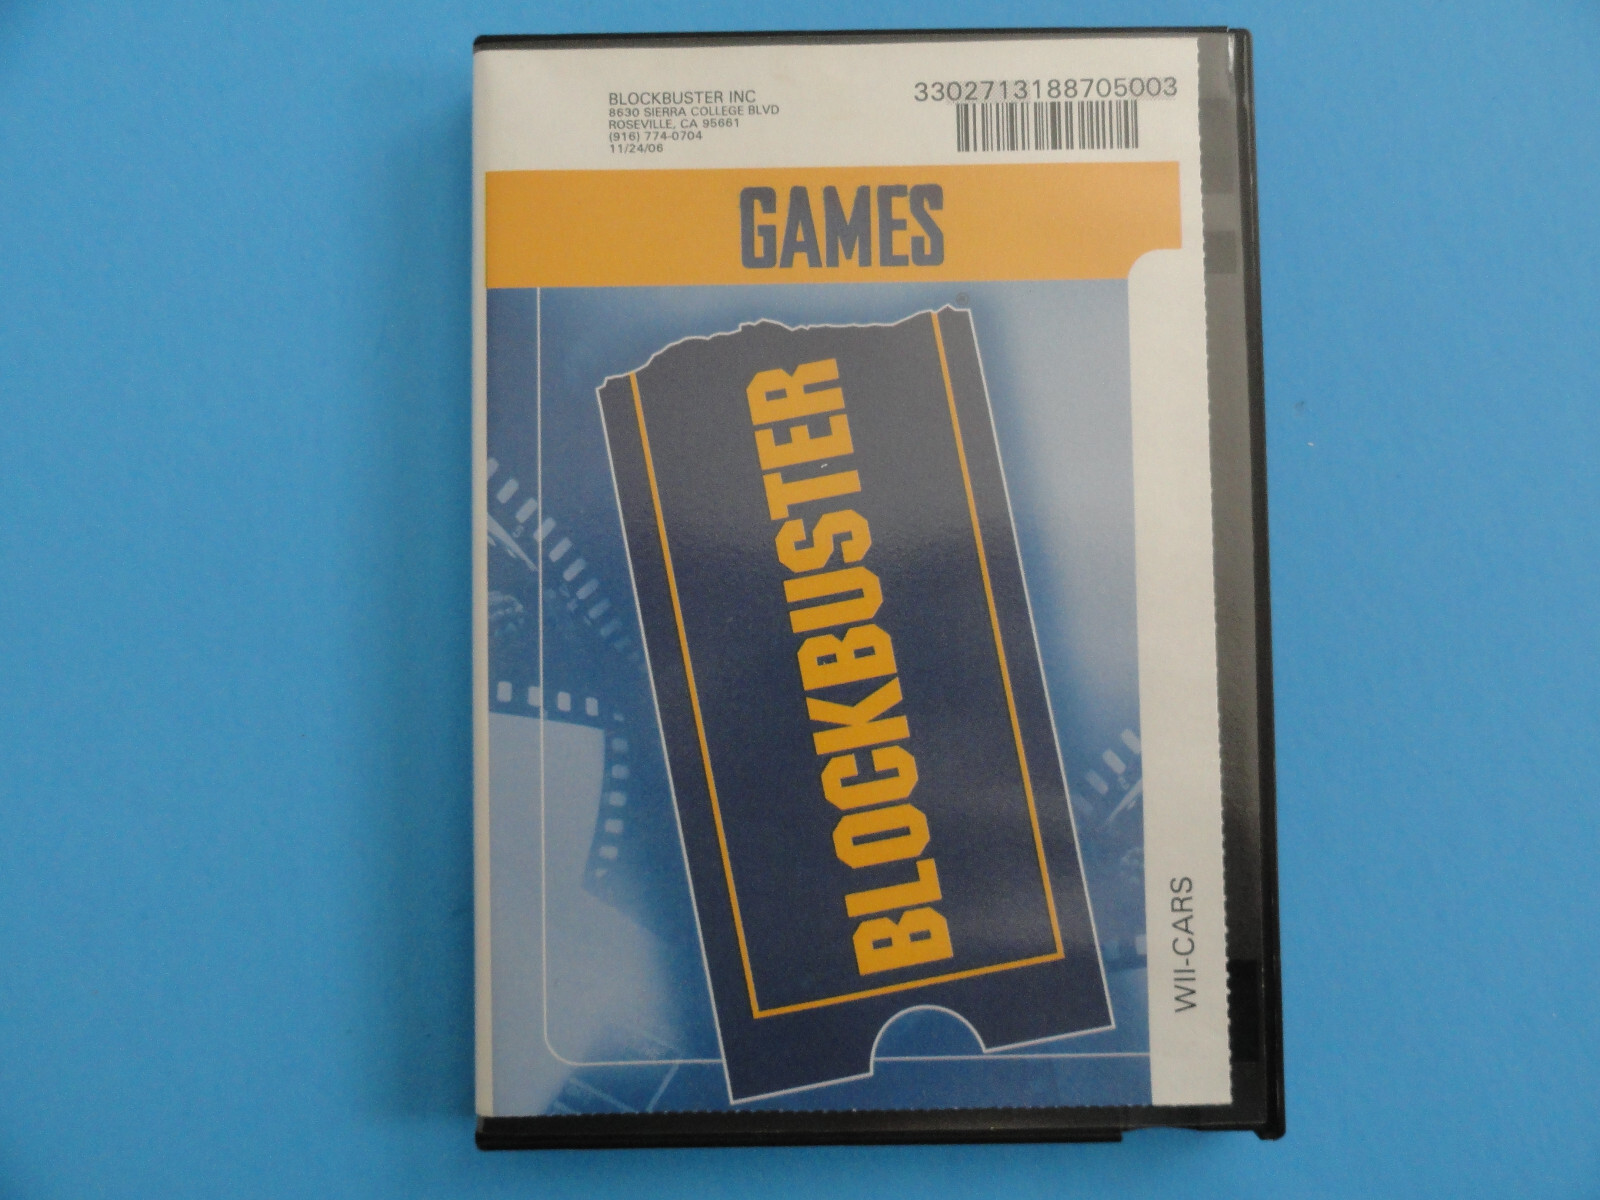 BLOCKBUSTER INC
8630 SIERRA COLLEGE BLVD
ROSEVILLE, CA 95661
(916) 774-0704
11/24/06
3302713188705003
GAMES
BLOCKBUSTER
®
WII-CARS